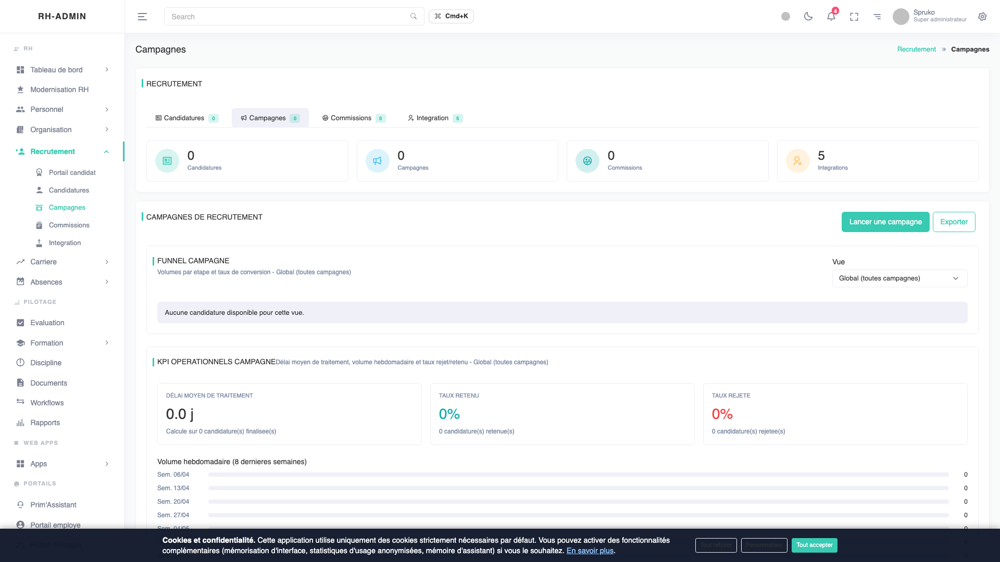 RH-ADMIN
Search
Cmd+K
4
Spruko
Super administrateur
RH
Tableau de bord
Modernisation RH
Personnel
Organisation
Recrutement
Portail candidat
Candidatures
Campagnes
Commissions
Integration
Carriere
Absences
PILOTAGE
Evaluation
Formation
Discipline
Documents
Workflows
Rapports
WEB APPS
Apps
PORTAILS
Prim'Assistant
Portail employe
Portail manager
Campagnes
Recrutement » Campagnes
RECRUTEMENT
Candidatures 0
Campagnes 0
Commissions 0
Integration 5
0
Candidatures
0
Campagnes
0
Commissions
5
Integrations
CAMPAGNES DE RECRUTEMENT
Lancer une campagne
Exporter
FUNNEL CAMPAGNE
Volumes par etape et taux de conversion - Global (toutes campagnes)
Vue
Global (toutes campagnes)
Aucune candidature disponible pour cette vue.
KPI OPERATIONNELS CAMPAGNE Délai moyen de traitement, volume hebdomadaire et taux rejet/retenu - Global (toutes campagnes)
DÉLAI MOYEN DE TRAITEMENT
0.0 j
Calcule sur 0 candidature(s) finalisee(s)
TAUX RETENU
0%
0 candidature(s) retenue(s)
TAUX REJETE
0%
0 candidature(s) rejetee(s)
Volume hebdomadaire (8 dernieres semaines)
Sem. 06/04 0
Sem. 13/04 0
Sem. 20/04 0
Sem. 27/04 0
Sem. 04/05 0
Cookies et confidentialité. Cette application utilise uniquement des cookies strictement nécessaires par défaut. Vous pouvez activer des fonctionnalités
complémentaires (mémorisation d'interface, statistiques d'usage anonymisées, mémoire d'assistant) si vous le souhaitez. En savoir plus.
Tout refuser
Personnaliser
Tout accepter